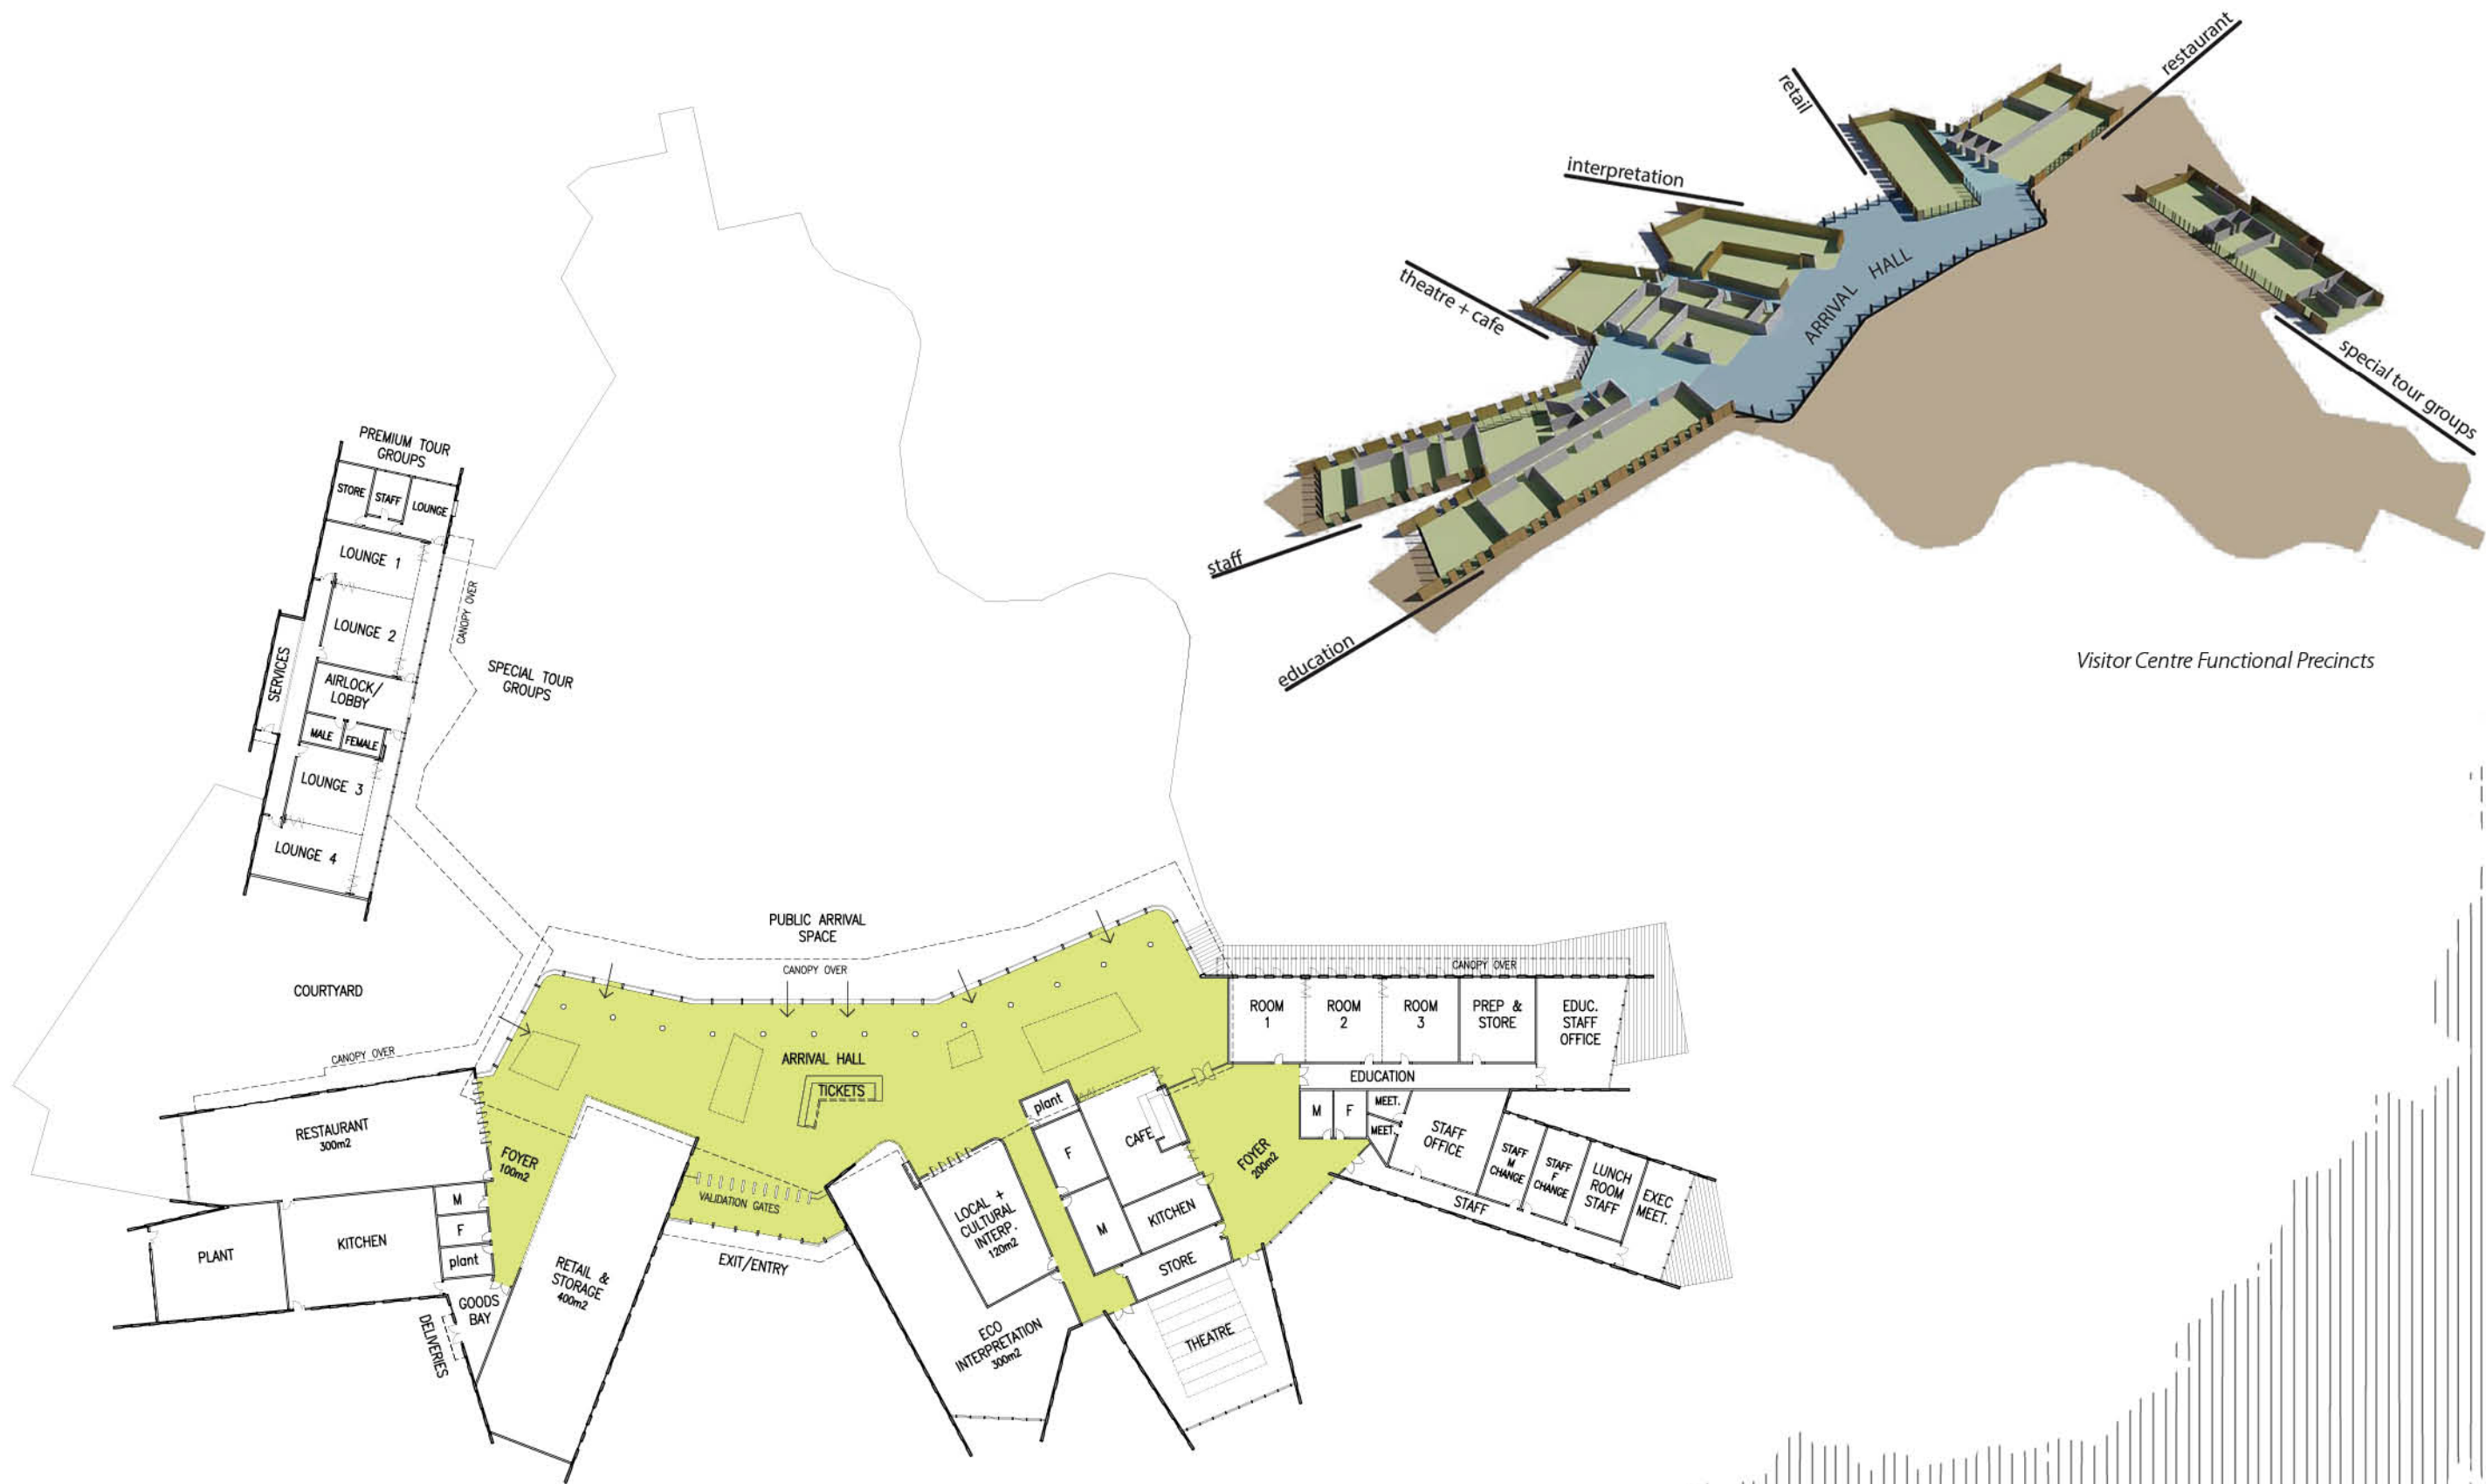 restaurant
retail
interpretation
theatre + cafe
ARRIVAL HALL
special tour groups
staff
education
Visitor Centre Functional Precincts
PREMIUM TOUR
GROUPS
STORE
STAFF
LOUNGE
LOUNGE 1
LOUNGE 2
CANOPY OVER
SERVICES
AIRLOCK/
LOBBY
SPECIAL TOUR
GROUPS
MALE
FEMALE
LOUNGE 3
LOUNGE 4
PUBLIC ARRIVAL
SPACE
CANOPY OVER
COURTYARD
CANOPY OVER
ARRIVAL HALL
TICKETS
CANOPY OVER
ROOM
1
ROOM
2
ROOM
3
PREP &
STORE
EDUC.
STAFF
OFFICE
EDUCATION
RESTAURANT
300m2
FOYER
100m2
M
F
plant
KITCHEN
PLANT
GOODS
BAY
DELIVERIES
RETAIL &
STORAGE
400m2
VALIDATION GATES
EXIT/ENTRY
LOCAL +
CULTURAL
INTERP.
120m2
ECO
INTERPRETATION
300m2
plant
F
M
CAFE
KITCHEN
STORE
THEATRE
FOYER
200m2
M
F
MEET.
MEET.
STAFF
OFFICE
STAFF
M
CHANGE
STAFF
F
CHANGE
LUNCH
ROOM
STAFF
EXEC
MEET.
STAFF